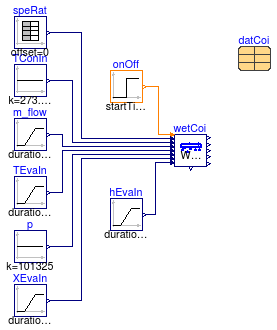 speRat
offset=0
TConIn
k=273....
m_flow
duratio...
TEvaIn
duratio...
p
k=101325
XEvaIn
duratio...
onOff
startTi...
hEvaIn
duratio...
wetCoi
W...
datCoi